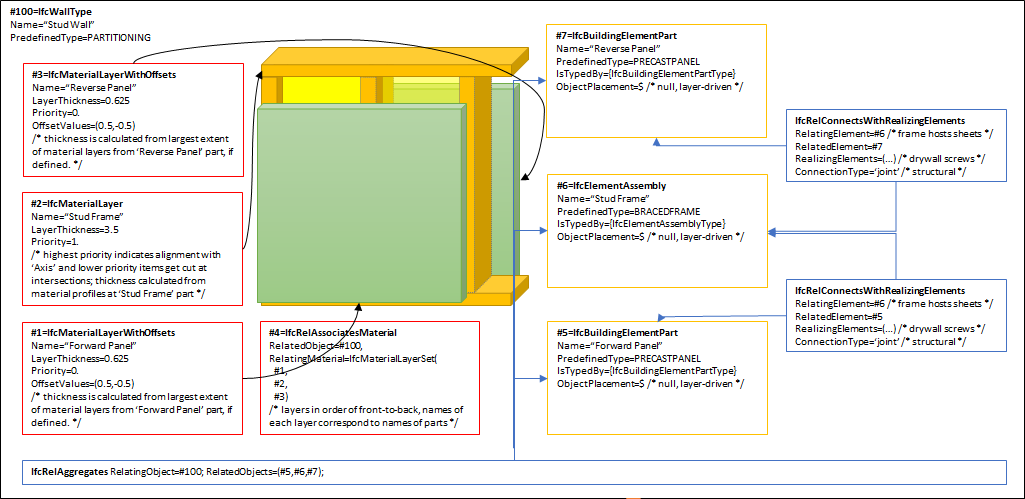 #100=IfcWallType
Name=“Stud Wall”
PredefinedType=PARTITIONING
#3=IfcMaterialLayerWithOffsets
Name=“Reverse Panel”
LayerThickness=0.625
Priority=0.
OffsetValues=(0.5,-0.5)
/* thickness is calculated from largest extent
of material layers from ‘Reverse Panel’ part, if
defined. */
#2=IfcMaterialLayer
Name=“Stud Frame”
LayerThickness=3.5
Priority=1.
/* highest priority indicates alignment with
‘Axis’ and lower priority items get cut at
intersections; thickness calculated from
material profiles at ‘Stud Frame’ part */
#1=IfcMaterialLayerWithOffsets
Name=“Forward Panel”
LayerThickness=0.625
Priority=0.
OffsetValues=(0.5,-0.5)
/* thickness is calculated from largest extent
of material layers from ‘Forward Panel’ part, if
defined. */
#4=IfcRelAssociatesMaterial
RelatedObject=#100,
RelatingMaterial=IfcMaterialLayerSet(
#1,
#2,
#3)
/* layers in order of front-to-back, names of
each layer correspond to names of parts */
#7=IfcBuildingElementPart
Name=“Reverse Panel”
PredefinedType=PRECASTPANEL
IsTypedBy={IfcBuildingElementPartType}
ObjectPlacement=$ /* null, layer-driven */
#6=IfcElementAssembly
Name=“Stud Frame”
PredefinedType=BRACEDFRAME
IsTypedBy={IfcElementAssemblyType}
ObjectPlacement=$ /* null, layer-driven */
#5=IfcBuildingElementPart
Name=“Forward Panel”
PredefinedType=PRECASTPANEL
IsTypedBy={IfcBuildingElementPartType}
ObjectPlacement=$ /* null, layer-driven */
IfcRelConnectsWithRealizingElements
RelatingElement=#6 /* frame hosts sheets */
RelatedElement=#7
RealizingElements=(…) /* drywall screws */
ConnectionType=‘joint’ /* structural */
IfcRelConnectsWithRealizingElements
RelatingElement=#6 /* frame hosts sheets */
RelatedElement=#5
RealizingElements=(…) /* drywall screws */
ConnectionType=‘joint’ /* structural */
IfcRelAggregates RelatingObject=#100; RelatedObjects=(#5,#6,#7);